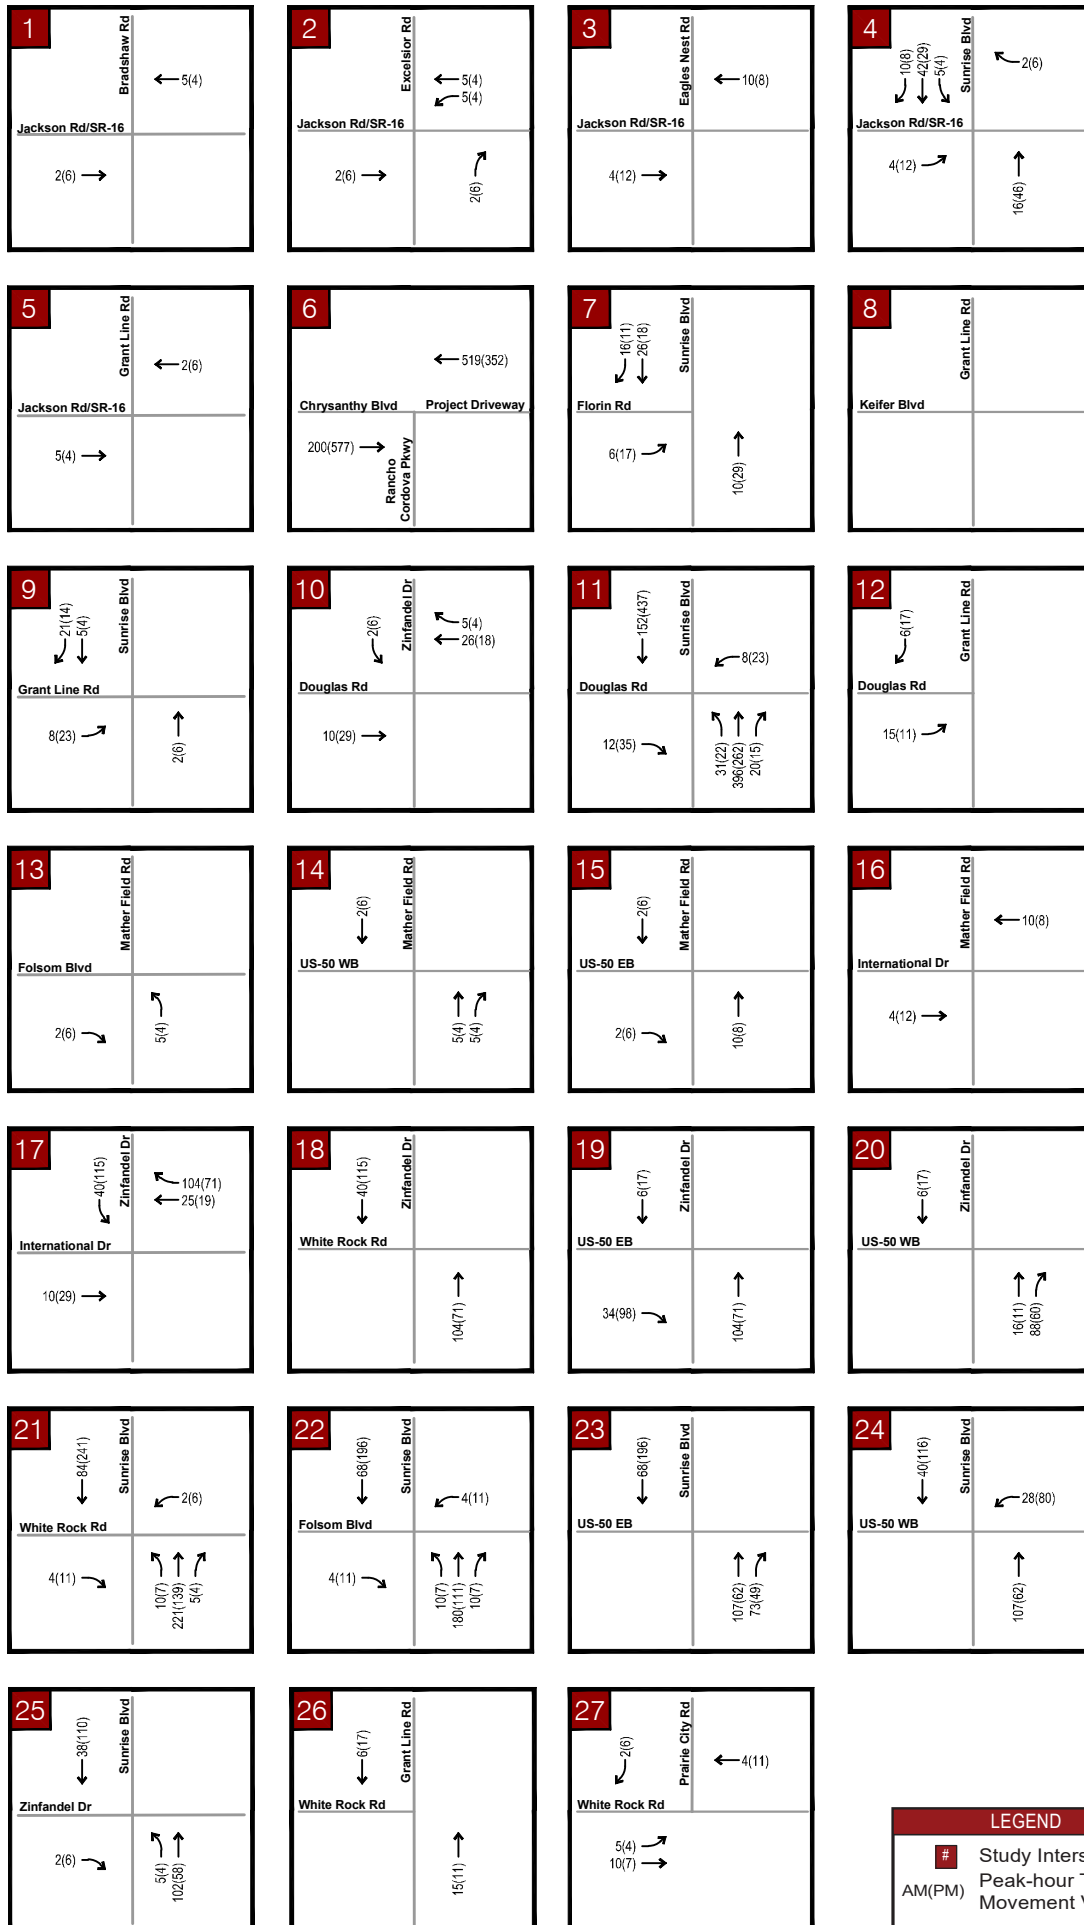 1
Bradshaw Rd
5(4)
Jackson Rd/SR-16
2(6)
2
Excelsior Rd
5(4)
5(4)
Jackson Rd/SR-16
2(6)
2(6)
3
Eagles Nest Rd
10(8)
Jackson Rd/SR-16
4(12)
4
10(8)
42(29)
5(4)
Sunrise Blvd
2(6)
Jackson Rd/SR-16
4(12)
16(46)
5
Grant Line Rd
2(6)
Jackson Rd/SR-16
5(4)
6
519(352)
Chrysanthy Blvd
Project Driveway
200(577)
Rancho
Cordova Pkwy
7
16(11)
26(18)
Sunrise Blvd
Florin Rd
6(17)
10(29)
8
Grant Line Rd
Keifer Blvd
9
21(14)
5(4)
Sunrise Blvd
Grant Line Rd
8(23)
2(6)
10
2(6)
Zinfandel Dr
5(4)
26(18)
Douglas Rd
10(29)
11
152(437)
Sunrise Blvd
8(23)
Douglas Rd
12(35)
31(22)
396(262)
20(15)
12
6(17)
Grant Line Rd
Douglas Rd
15(11)
13
Mather Field Rd
Folsom Blvd
2(6)
5(4)
14
2(6)
Mather Field Rd
US-50 WB
5(4)
5(4)
15
2(6)
Mather Field Rd
US-50 EB
2(6)
10(8)
16
Mather Field Rd
10(8)
International Dr
4(12)
17
40(115)
Zinfandel Dr
104(71)
25(19)
International Dr
10(29)
18
40(115)
Zinfandel Dr
White Rock Rd
104(71)
19
6(17)
Zinfandel Dr
US-50 EB
34(98)
104(71)
20
6(17)
Zinfandel Dr
US-50 WB
16(11)
88(60)
21
84(241)
Sunrise Blvd
2(6)
White Rock Rd
4(11)
10(7)
221(139)
5(4)
22
68(196)
Sunrise Blvd
4(11)
Folsom Blvd
4(11)
10(7)
180(111)
10(7)
23
68(196)
Sunrise Blvd
US-50 EB
107(62)
73(49)
24
40(116)
Sunrise Blvd
28(80)
US-50 WB
107(62)
25
38(110)
Sunrise Blvd
Zinfandel Dr
2(6)
5(4)
102(58)
26
6(17)
Grant Line Rd
White Rock Rd
15(11)
27
2(6)
Prairie City Rd
4(11)
White Rock Rd
5(4)
10(7)
LEGEND
# Study Inters
AM(PM) Peak-hour T
Movement V